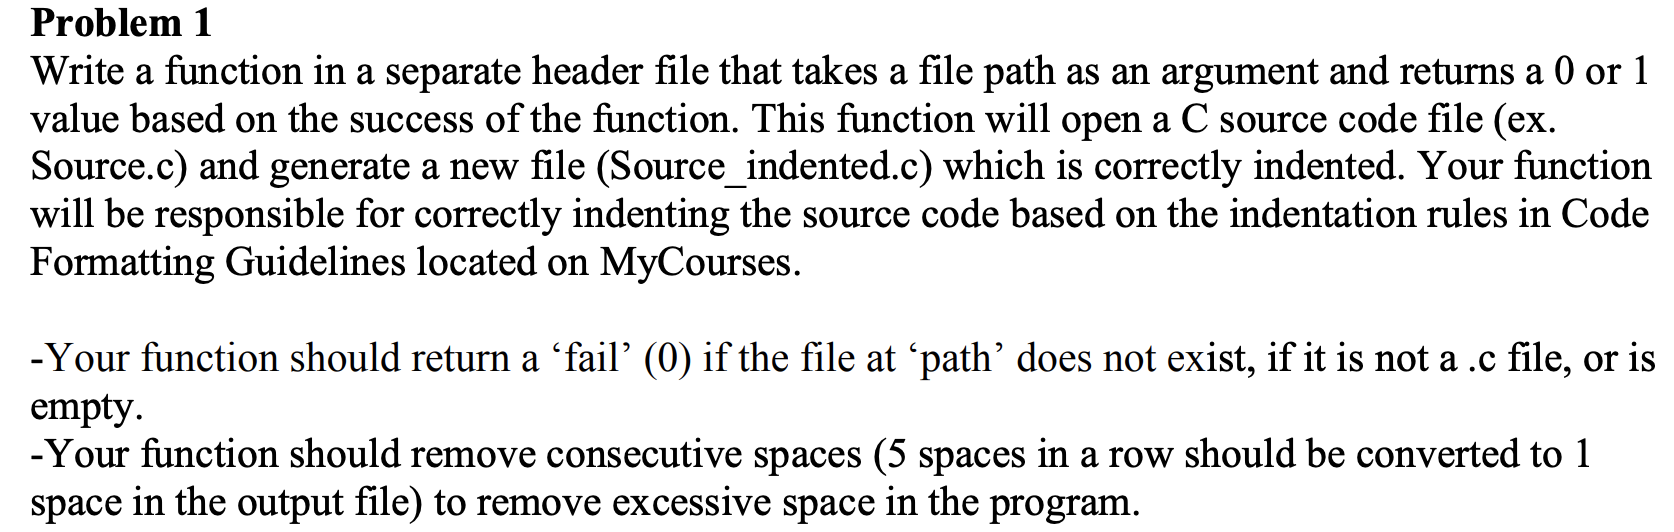 Problem 1
Write a function in a separate header file that takes a file path as an argument and returns a 0 or 1
value based on the success of the function. This function will open a C source code file (ex.
Source.c) and generate a new file (Source_indented.c) which is correctly indented. Your function
will be responsible for correctly indenting the source code based on the indentation rules in Code
Formatting Guidelines located on MyCourses.
-Your function should return a ‘fail’ (0) if the file at ‘path’ does not exist, if it is not a .c file, or is
empty.
-Your function should remove consecutive spaces (5 spaces in a row should be converted to 1
space in the output file) to remove excessive space in the program.